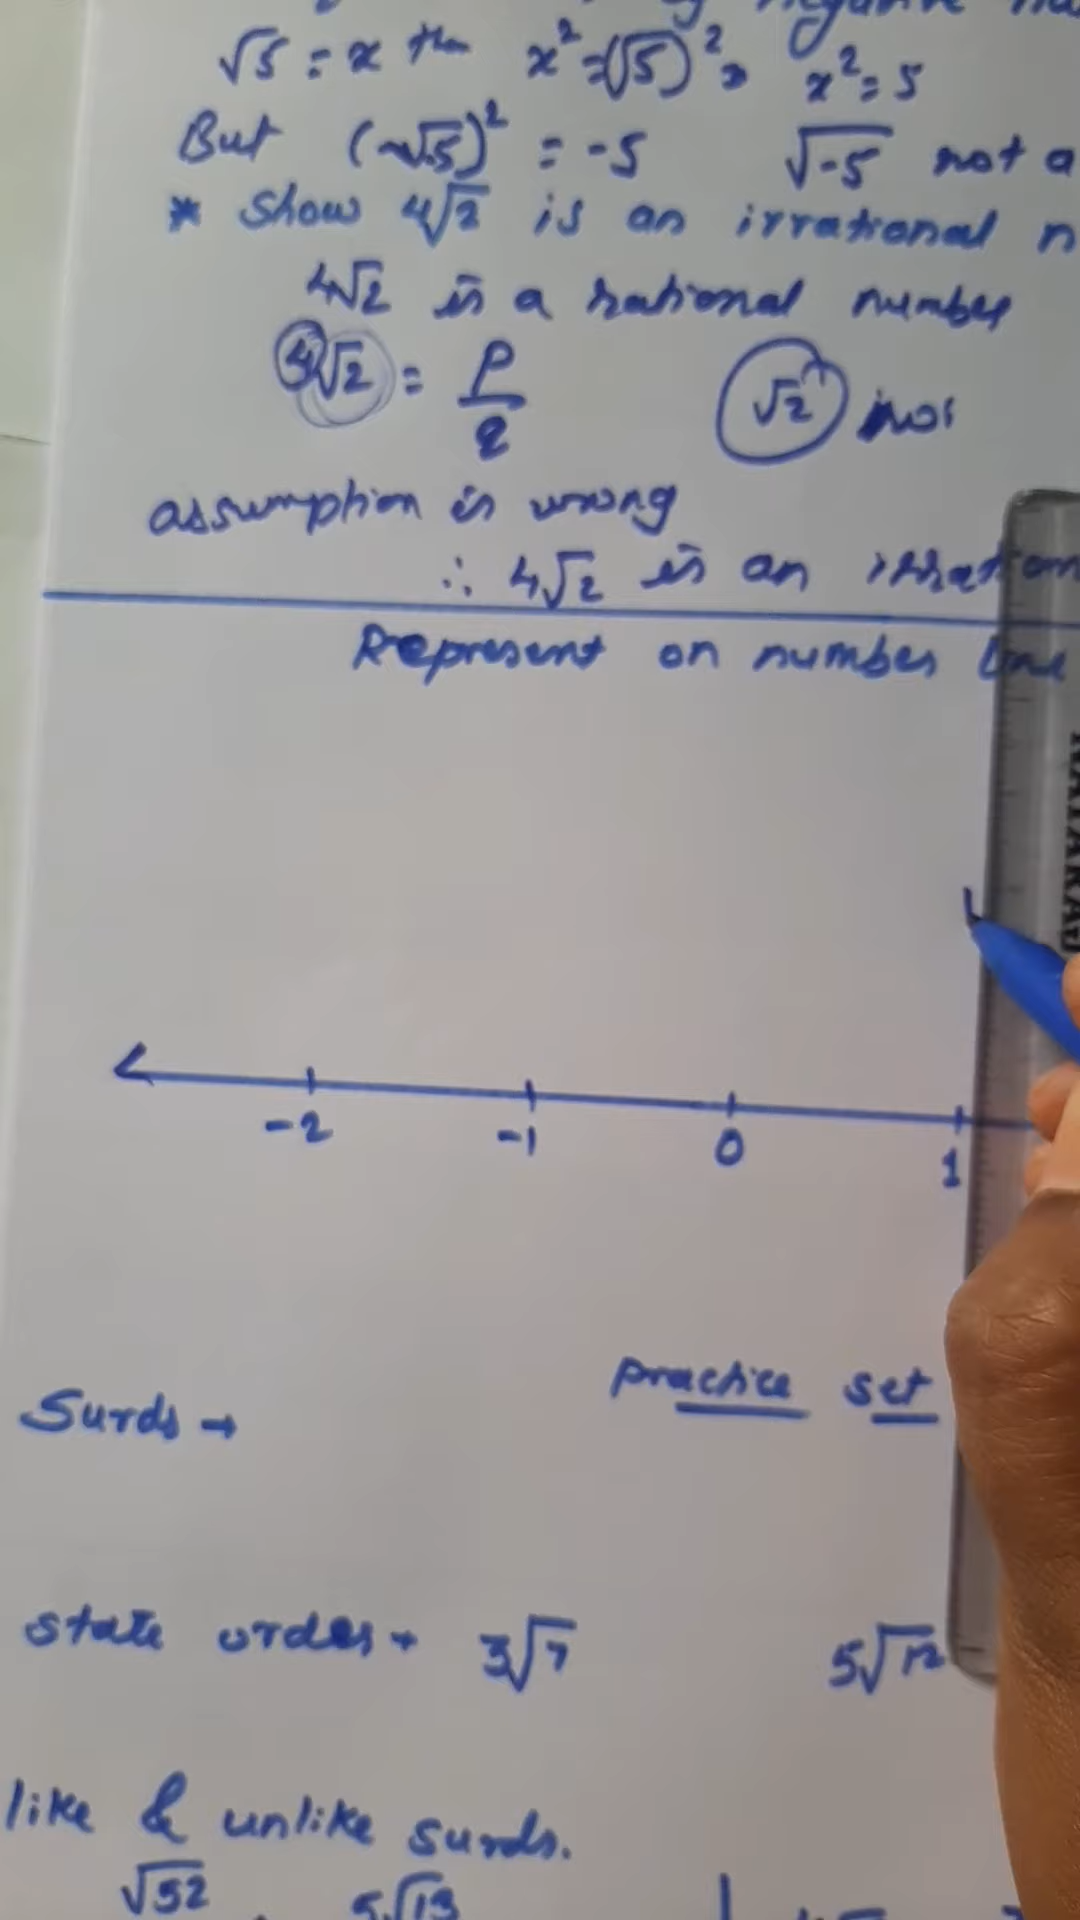 negative
√5 = x then x² = (√5)² x² = 5
But (√-5)² = -5 √-5 not a
* Show 4√2 is an irrational n
4√2 is a rational number
4√2 = p/q √2 not
assumption is wrong
∴ 4√2 is an irration
Represent on number line
-2 -1 0 1
Practice set
Surds →
state order → 3√7 5√12
like & unlike surds.
√52 , 5√13